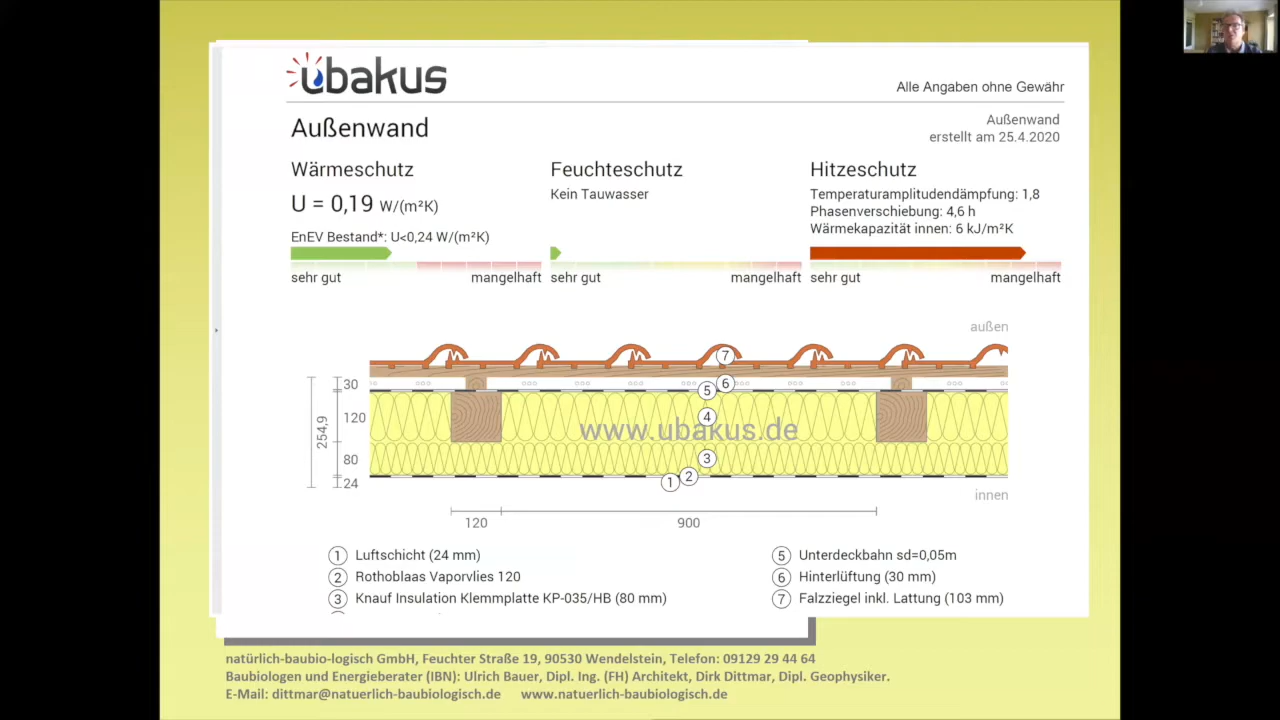 ubakus
Alle Angaben ohne Gewähr
Außenwand
Außenwand
erstellt am 25.4.2020
Wärmeschutz
U = 0,19 W/(m²K)
EnEV Bestand*: U<0,24 W/(m²K)
sehr gut mangelhaft
Feuchteschutz
Kein Tauwasser
sehr gut mangelhaft
Hitzeschutz
Temperaturamplitudendämpfung: 1,8
Phasenverschiebung: 4,6 h
Wärmekapazität innen: 6 kJ/m²K
sehr gut mangelhaft
außen
7
30
5 6
120
4
www.ubakus.de
254,9
80
3
24
1 2
innen
120 900
1 Luftschicht (24 mm)
2 Rothoblaas Vaporvlies 120
3 Knauf Insulation Klemmplatte KP-035/HB (80 mm)
5 Unterdeckbahn sd=0,05m
6 Hinterlüftung (30 mm)
7 Falzziegel inkl. Lattung (103 mm)
natürlich-baubio-logisch GmbH, Feuchter Straße 19, 90530 Wendelstein, Telefon: 09129 29 44 64
Baubiologen und Energieberater (IBN): Ulrich Bauer, Dipl. Ing. (FH) Architekt, Dirk Dittmar, Dipl. Geophysiker.
E-Mail: dittmar@natuerlich-baubiologisch.de www.natuerlich-baubiologisch.de